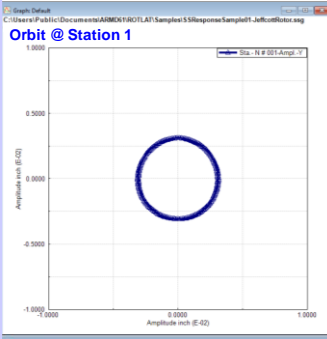 Graph: Default
C:\Users\Public\Documents\ARMD61\ROTLAT\Samples\SSResponseSample01-JeffcottRotor.ssg
Orbit @ Station 1
Sta.- N # 001-Ampl.-Y
1.0000
0.5000
0.0000
-0.5000
-1.0000
Amplitude inch (E-02)
-1.0000 0.0000 1.0000
Amplitude inch (E-02)